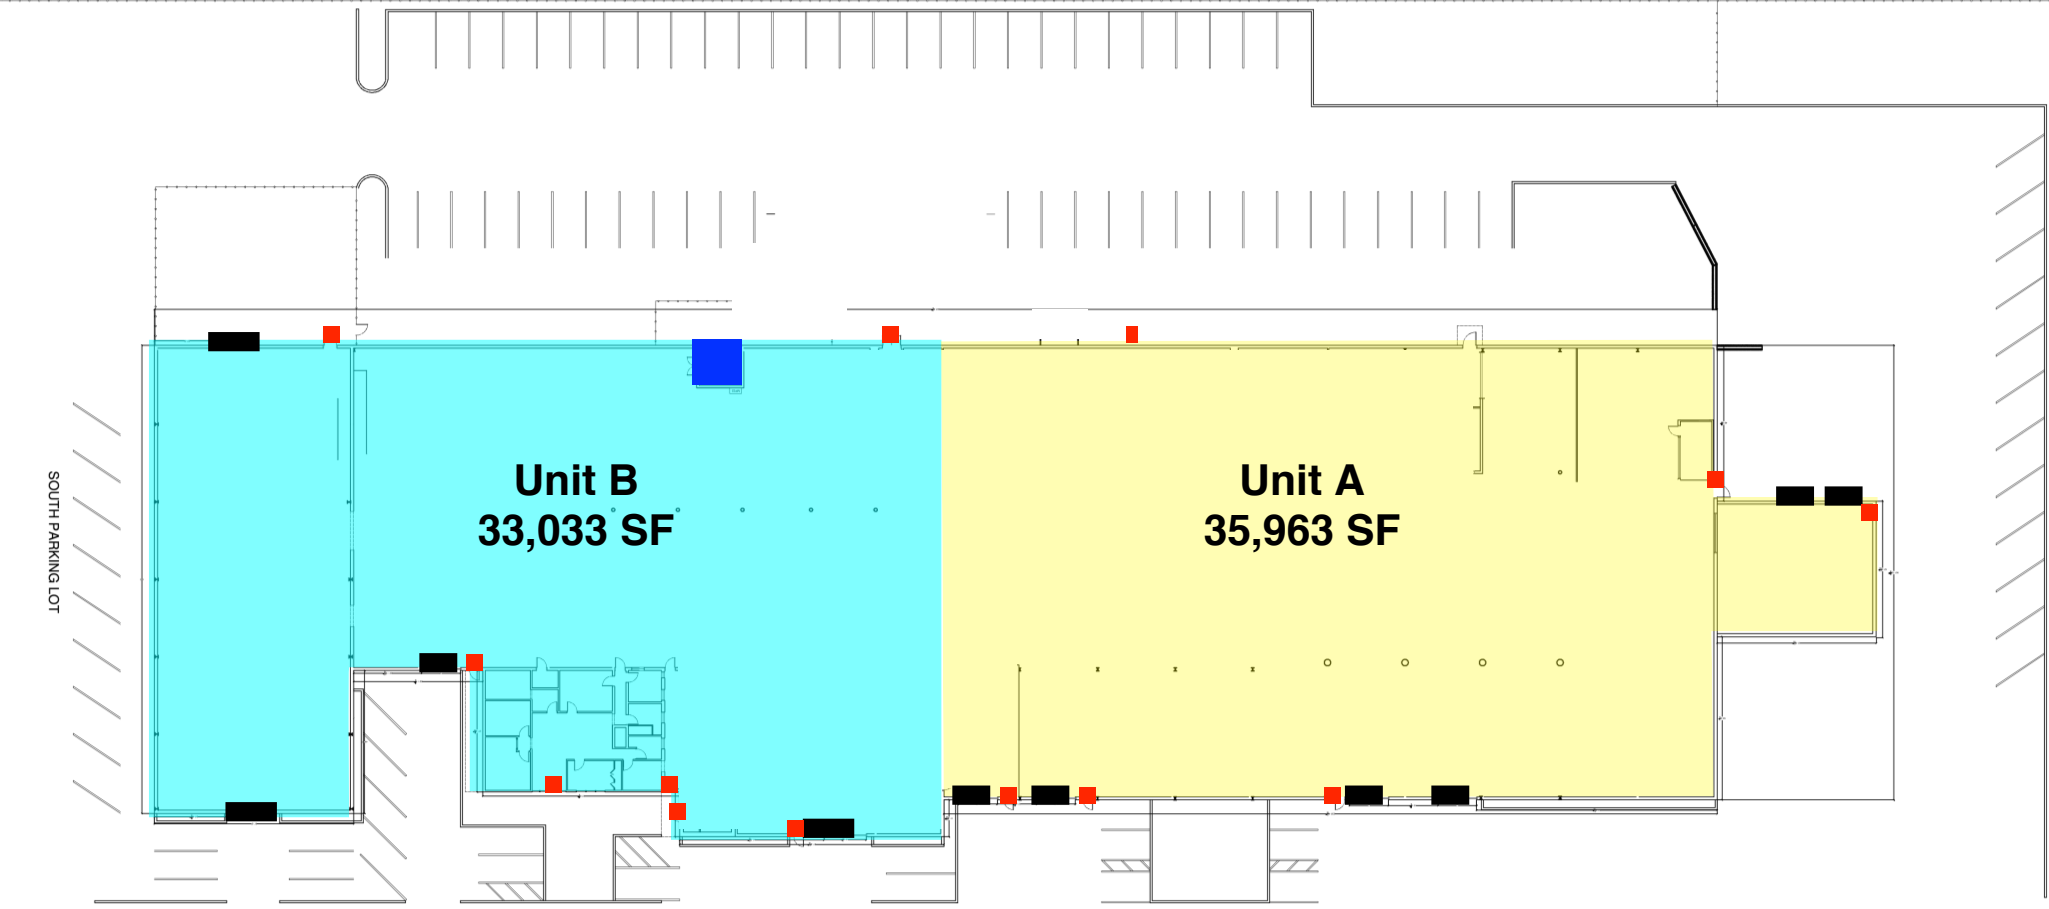 Unit B
33,033 SF
Unit A
35,963 SF
SOUTH PARKING LOT